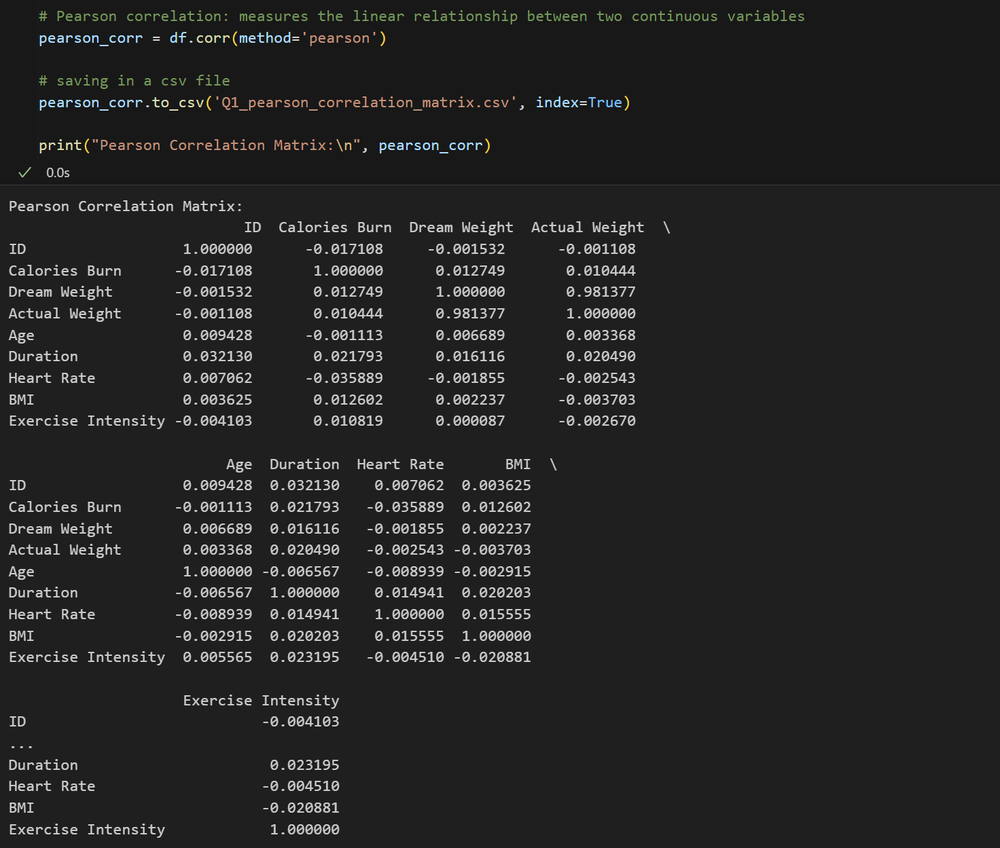 # Pearson correlation: measures the linear relationship between two continuous variables
pearson_corr = df.corr(method='pearson')
# saving in a csv file
pearson_corr.to_csv('Q1_pearson_correlation_matrix.csv', index=True)
print("Pearson Correlation Matrix:\n", pearson_corr)
✓ 0.0s
Pearson Correlation Matrix:
ID Calories Burn Dream Weight Actual Weight \
ID 1.000000 -0.017108 -0.001532 -0.001108
Calories Burn -0.017108 1.000000 0.012749 0.010444
Dream Weight -0.001532 0.012749 1.000000 0.981377
Actual Weight -0.001108 0.010444 0.981377 1.000000
Age 0.009428 -0.001113 0.006689 0.003368
Duration 0.032130 0.021793 0.016116 0.020490
Heart Rate 0.007062 -0.035889 -0.001855 -0.002543
BMI 0.003625 0.012602 0.002237 -0.003703
Exercise Intensity -0.004103 0.010819 0.000087 -0.002670
Age Duration Heart Rate BMI \
ID 0.009428 0.032130 0.007062 0.003625
Calories Burn -0.001113 0.021793 -0.035889 0.012602
Dream Weight 0.006689 0.016116 -0.001855 0.002237
Actual Weight 0.003368 0.020490 -0.002543 -0.003703
Age 1.000000 -0.006567 -0.008939 -0.002915
Duration -0.006567 1.000000 0.014941 0.020203
Heart Rate -0.008939 0.014941 1.000000 0.015555
BMI -0.002915 0.020203 0.015555 1.000000
Exercise Intensity 0.005565 0.023195 -0.004510 -0.020881
Exercise Intensity
ID -0.004103
...
Duration 0.023195
Heart Rate -0.004510
BMI -0.020881
Exercise Intensity 1.000000